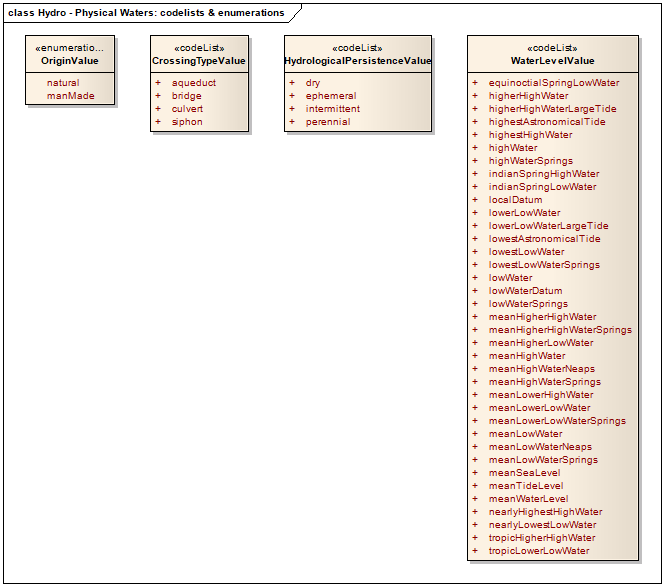 class Hydro - Physical Waters: codelists & enumerations
«enumeratio...
OriginValue
natural
manMade
«codeList»
CrossingTypeValue
+ aqueduct
+ bridge
+ culvert
+ siphon
«codeList»
HydrologicalPersistenceValue
+ dry
+ ephemeral
+ intermittent
+ perennial
«codeList»
WaterLevelValue
+ equinoctialSpringLowWater
+ higherHighWater
+ higherHighWaterLargeTide
+ highestAstronomicalTide
+ highestHighWater
+ highWater
+ highWaterSprings
+ indianSpringHighWater
+ indianSpringLowWater
+ localDatum
+ lowerLowWater
+ lowerLowWaterLargeTide
+ lowestAstronomicalTide
+ lowestLowWater
+ lowestLowWaterSprings
+ lowWater
+ lowWaterDatum
+ lowWaterSprings
+ meanHigherHighWater
+ meanHigherHighWaterSprings
+ meanHigherLowWater
+ meanHighWater
+ meanHighWaterNeaps
+ meanHighWaterSprings
+ meanLowerHighWater
+ meanLowerLowWater
+ meanLowerLowWaterSprings
+ meanLowWater
+ meanLowWaterNeaps
+ meanLowWaterSprings
+ meanSeaLevel
+ meanTideLevel
+ meanWaterLevel
+ nearlyHighestHighWater
+ nearlyLowestLowWater
+ tropicHigherHighWater
+ tropicLowerLowWater